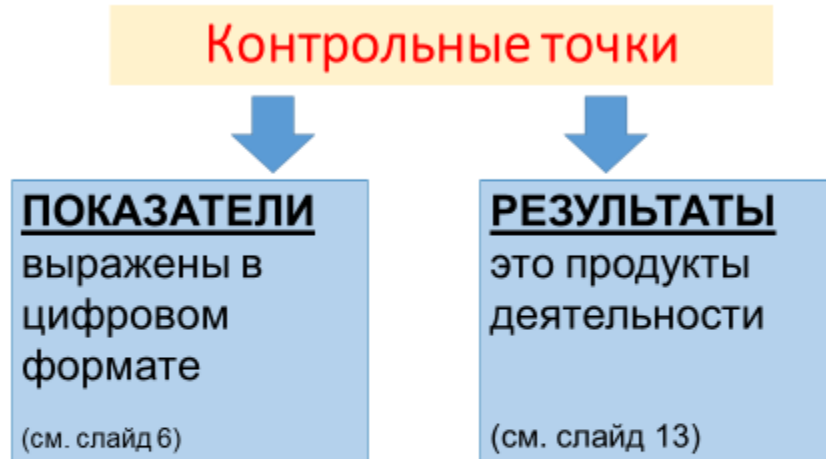 Контрольные точки
ПОКАЗАТЕЛИ
выражены в
цифровом
формате
(см. слайд 6)
РЕЗУЛЬТАТЫ
это продукты
деятельности
(см. слайд 13)